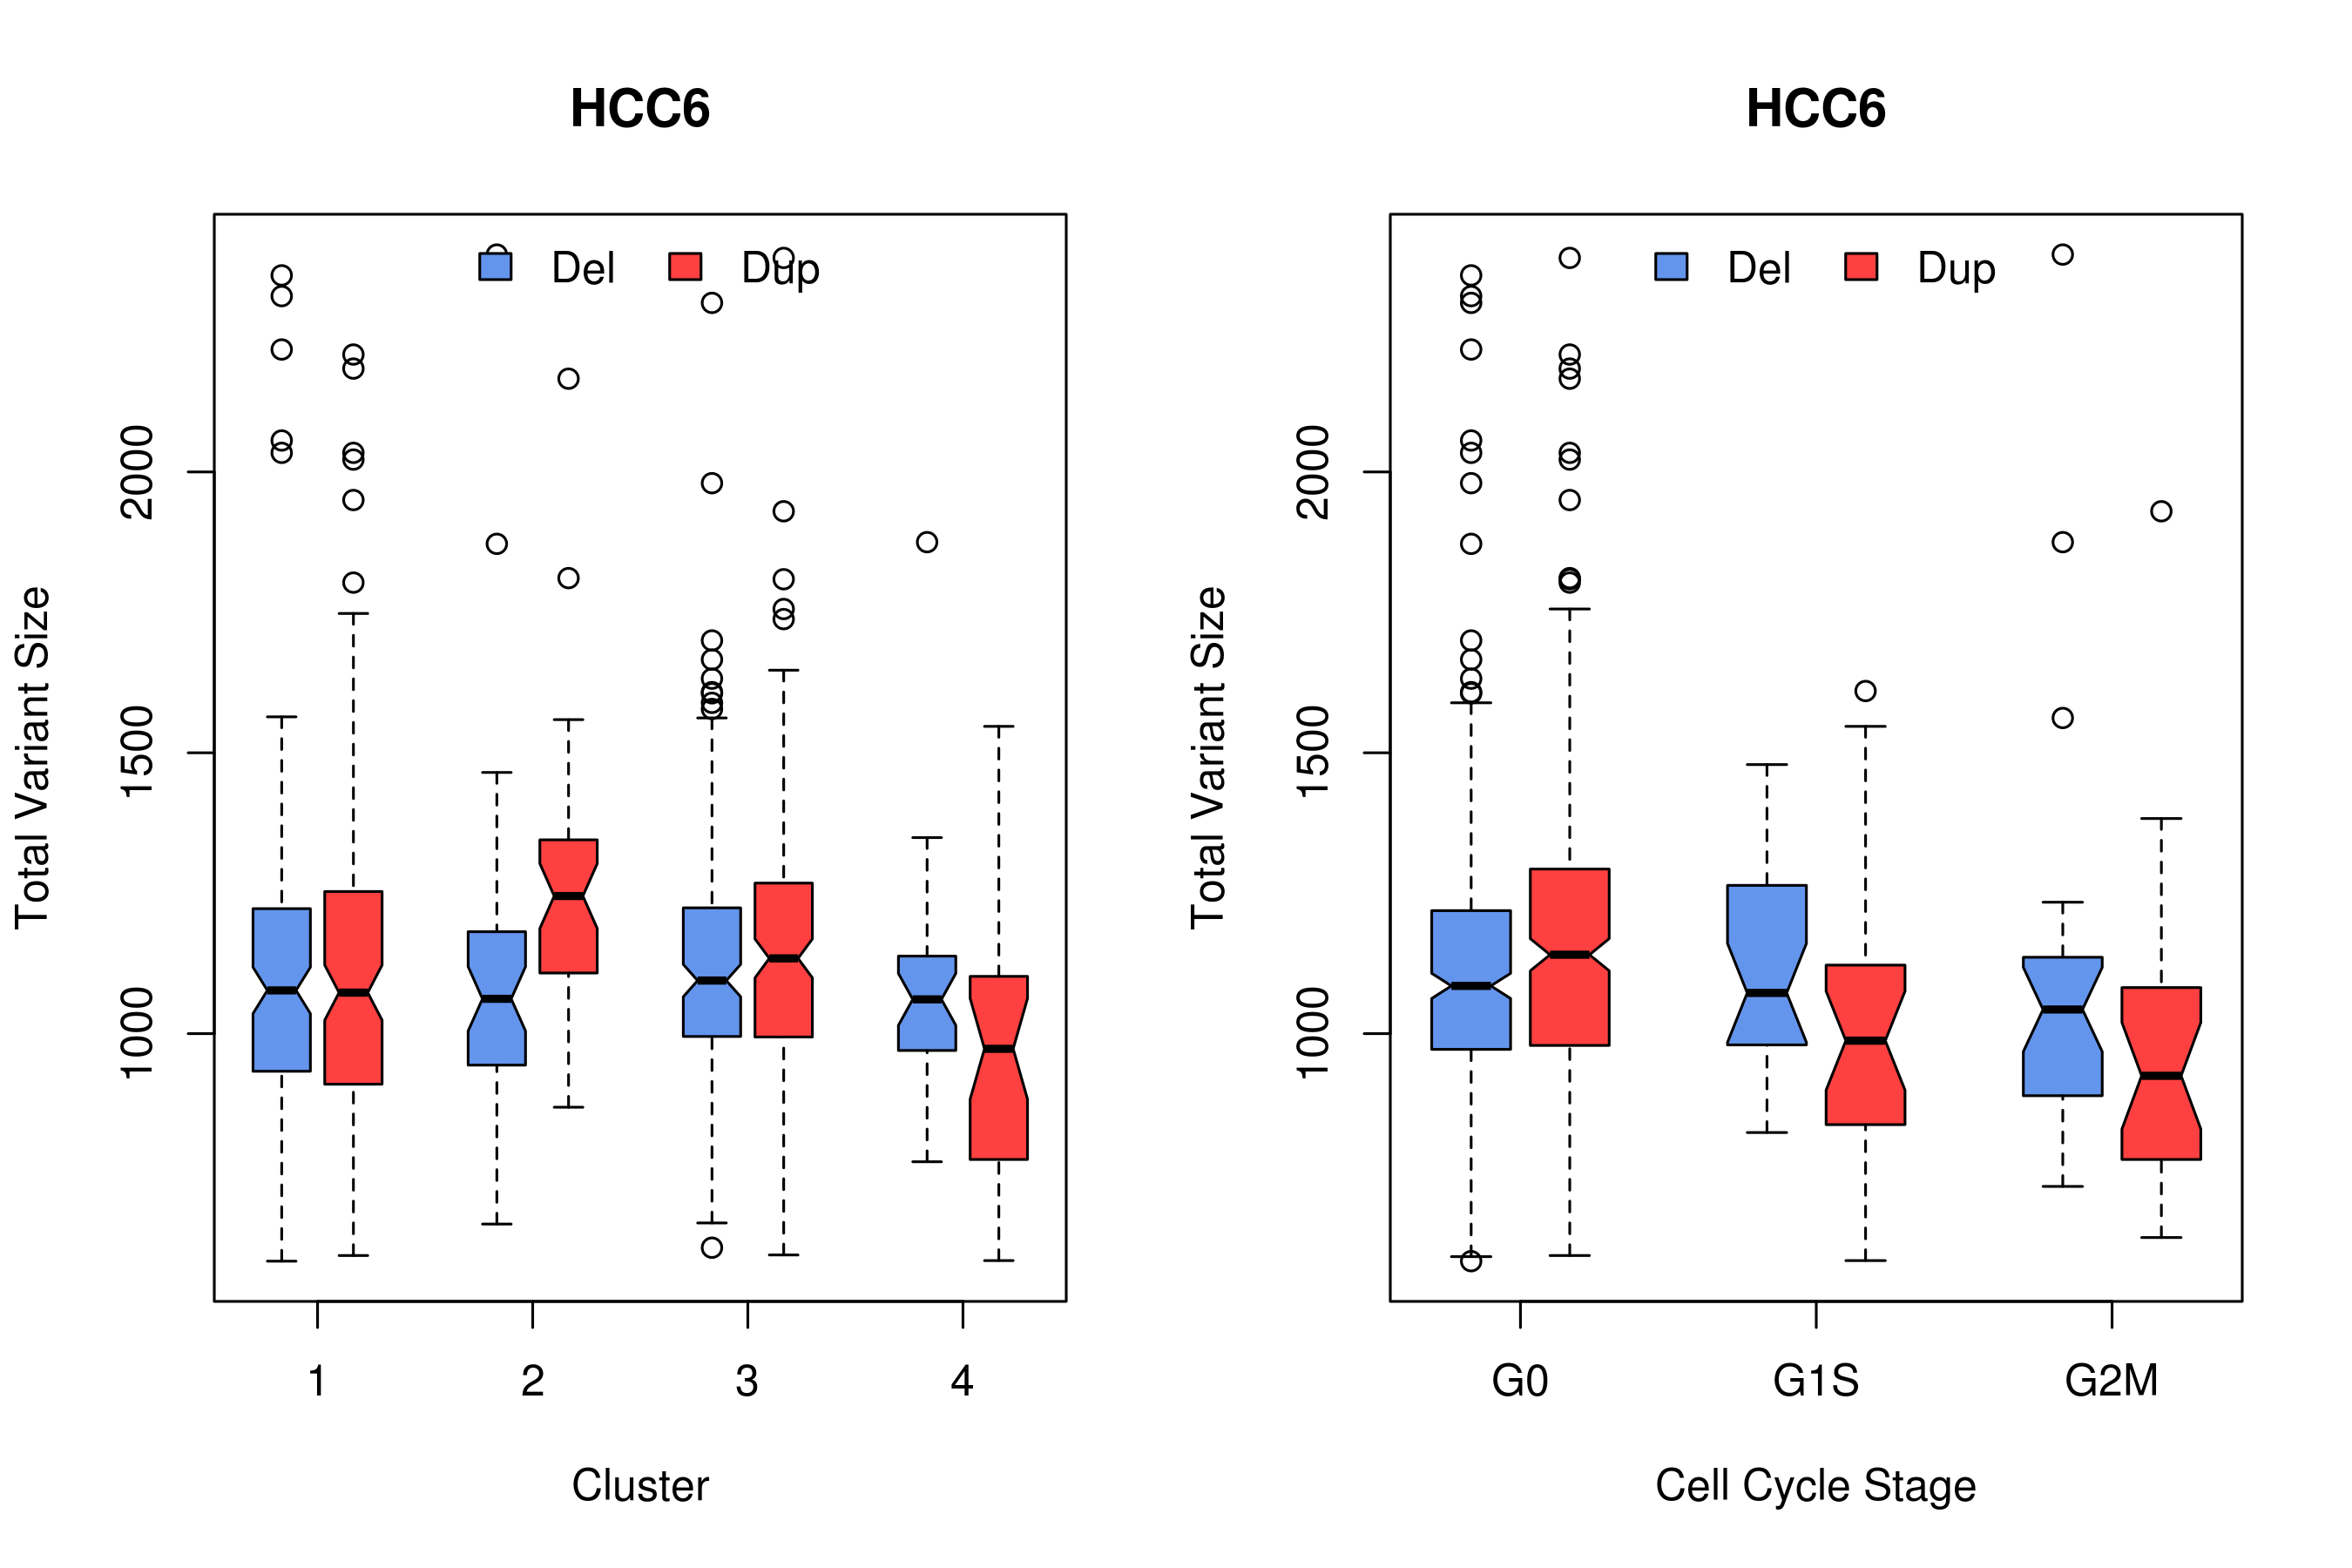 HCC6
Del Dup
Total Variant Size
2000
1500
1000
1 2 3 4
Cluster
HCC6
Del Dup
Total Variant Size
2000
1500
1000
G0 G1S G2M
Cell Cycle Stage